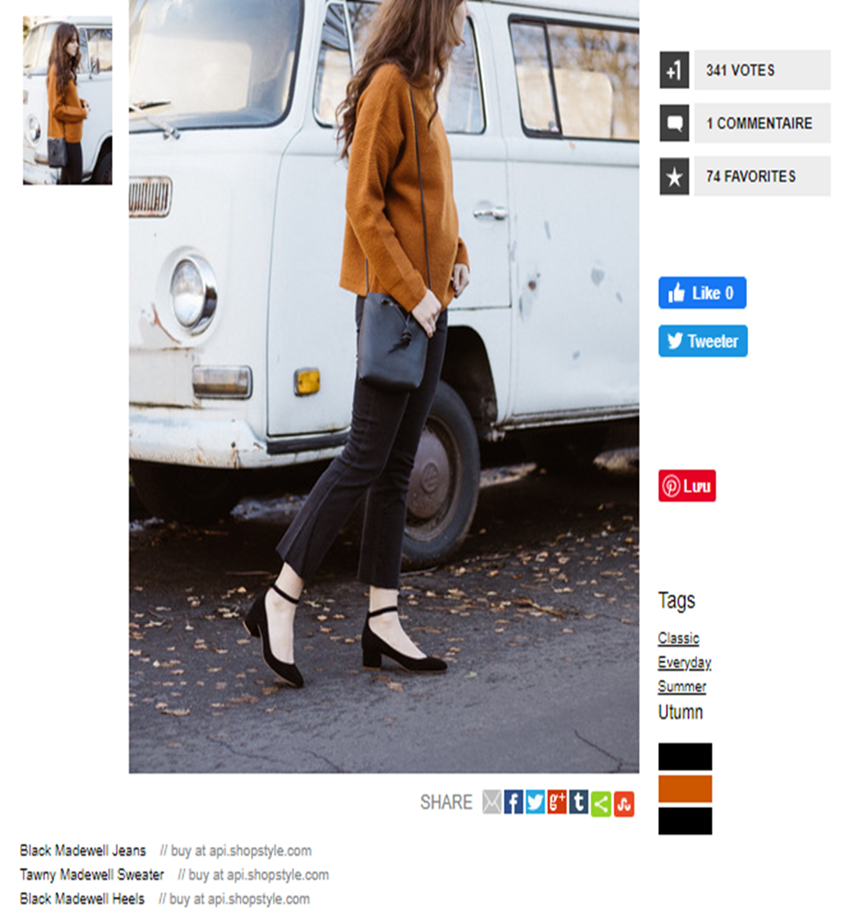 +1 341 VOTES
1 COMMENTAIRE
74 FAVORITES
Like 0
Tweeter
Lưu
Tags
Classic
Everyday
Summer
Utumn
SHARE
Black Madewell Jeans // buy at api.shopstyle.com
Tawny Madewell Sweater // buy at api.shopstyle.com
Black Madewell Heels // buy at api.shopstyle.com